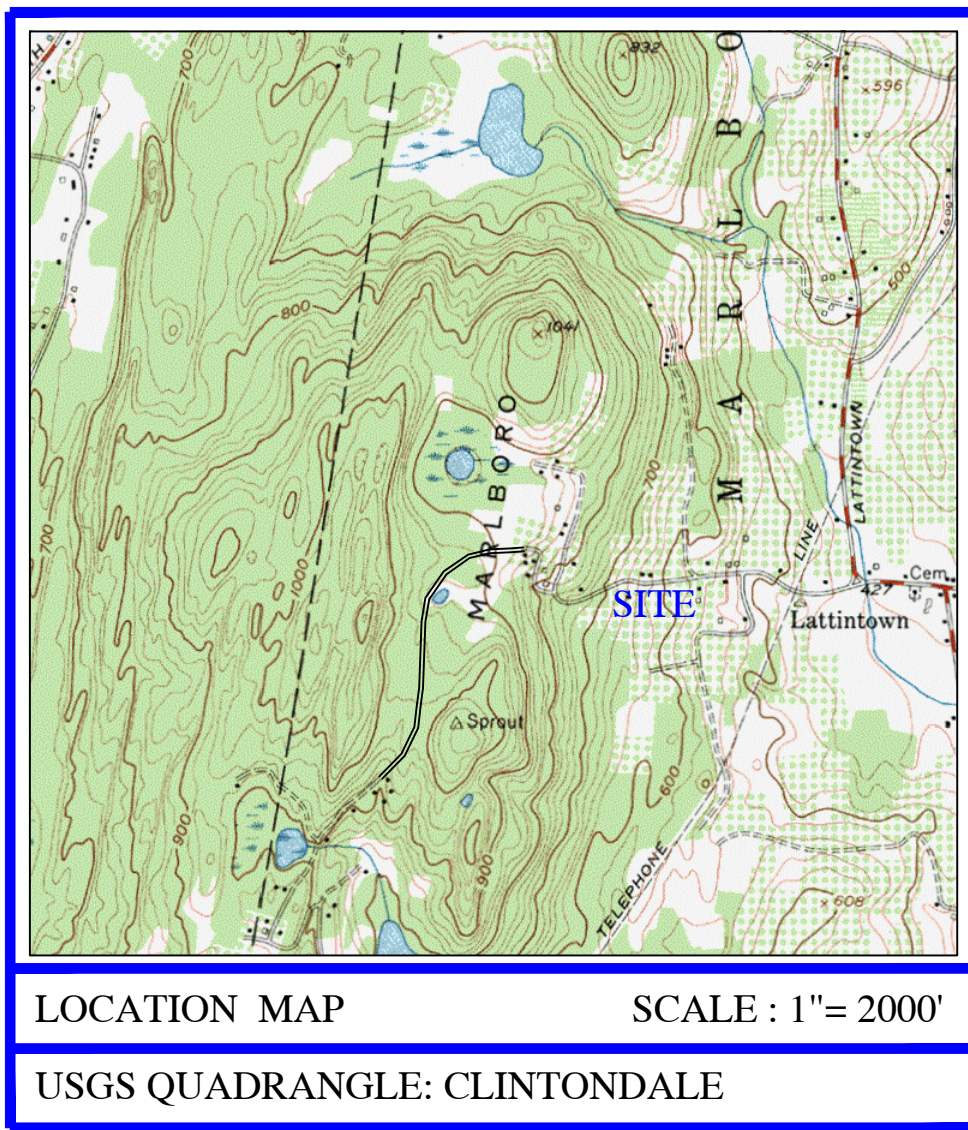 H
700
832
596
MARLBORO
500
800
1041
MARLBORO
LATTINTOWN
700
700
LINE
1000
SITE
Cem
427
Lattintown
Sprout
600
900
900
TELEPHONE
608
LOCATION MAP SCALE : 1"= 2000'
USGS QUADRANGLE: CLINTONDALE